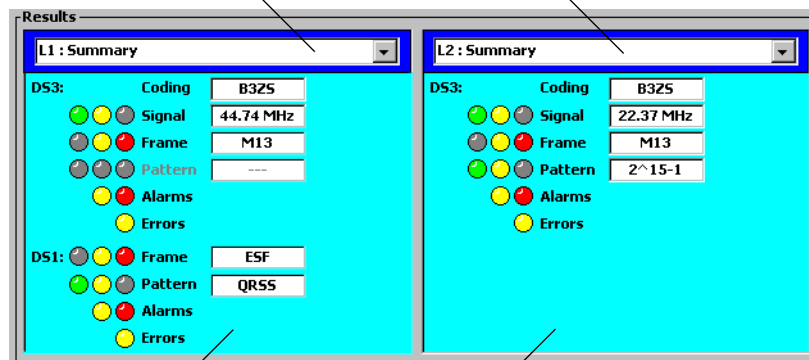 Results
L1 : Summary
DS3: Coding B3ZS
Signal 44.74 MHz
Frame M13
Pattern ---
Alarms
Errors
DS1: Frame ESF
Pattern QRSS
Alarms
Errors
L2 : Summary
DS3: Coding B3ZS
Signal 22.37 MHz
Frame M13
Pattern 2^15-1
Alarms
Errors